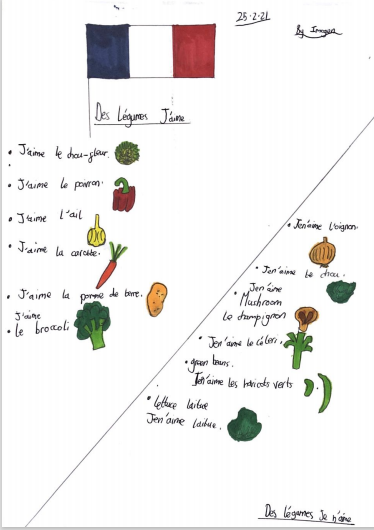 25.2.21
By Imogen
Des Légumes J'aime
• J'aime le chou-fleur.
• J'aime le poivron.
• J'aime l'ail
• J'aime la carotte.
• J'aime la pomme de terre.
J'aime
• le broccoli
• Jen'aime l'oignon.
• Jen'aime le chou.
• Jen'aime
Mushroom
le champignon
• Jen'aime le céleri.
• green beans.
Jen'aime les haricots verts
• lettuce laitue
Jen'aime laitue.
Des légumes Je n'aime